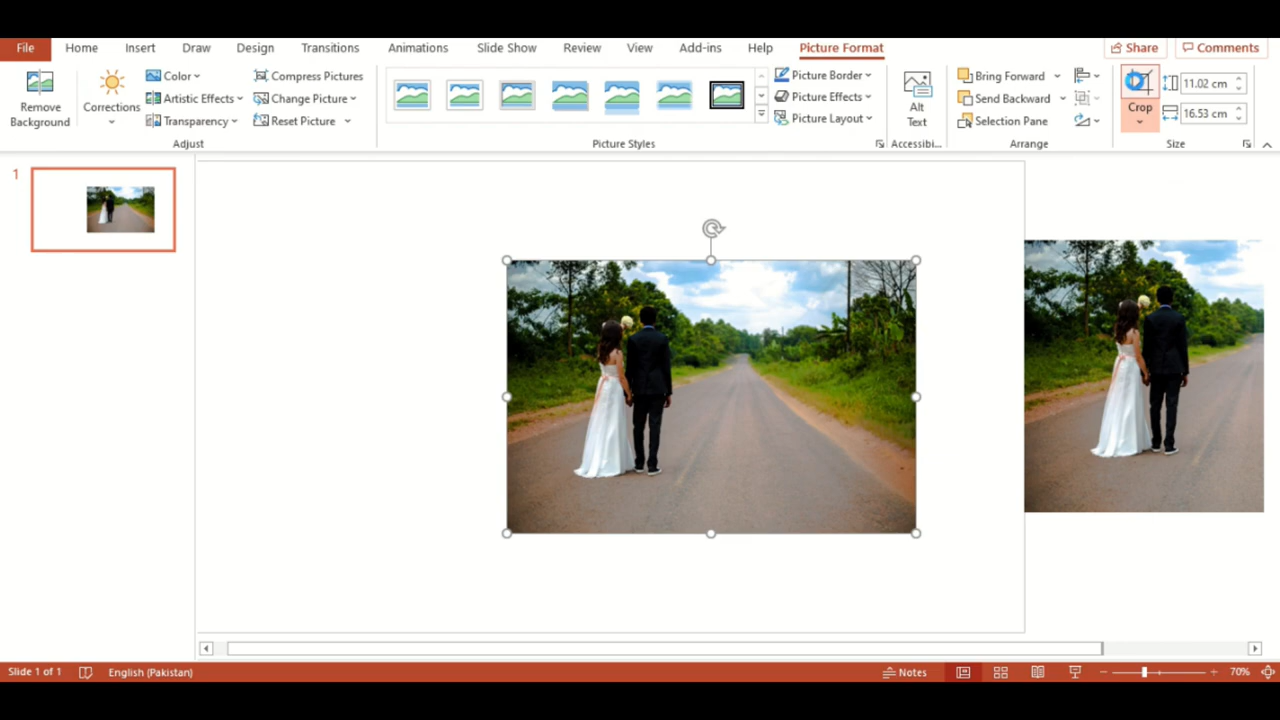 File Home Insert Draw Design Transitions Animations Slide Show Review View Add-ins Help Picture Format Share Comments
Remove Background
Corrections
Color
Artistic Effects
Transparency
Compress Pictures
Change Picture
Reset Picture
Adjust
Picture Styles
Picture Border
Picture Effects
Picture Layout
Alt Text
Accessibi...
Bring Forward
Send Backward
Selection Pane
Arrange
Crop
11.02 cm
16.53 cm
Size
1
Slide 1 of 1 English (Pakistan) Notes 70%